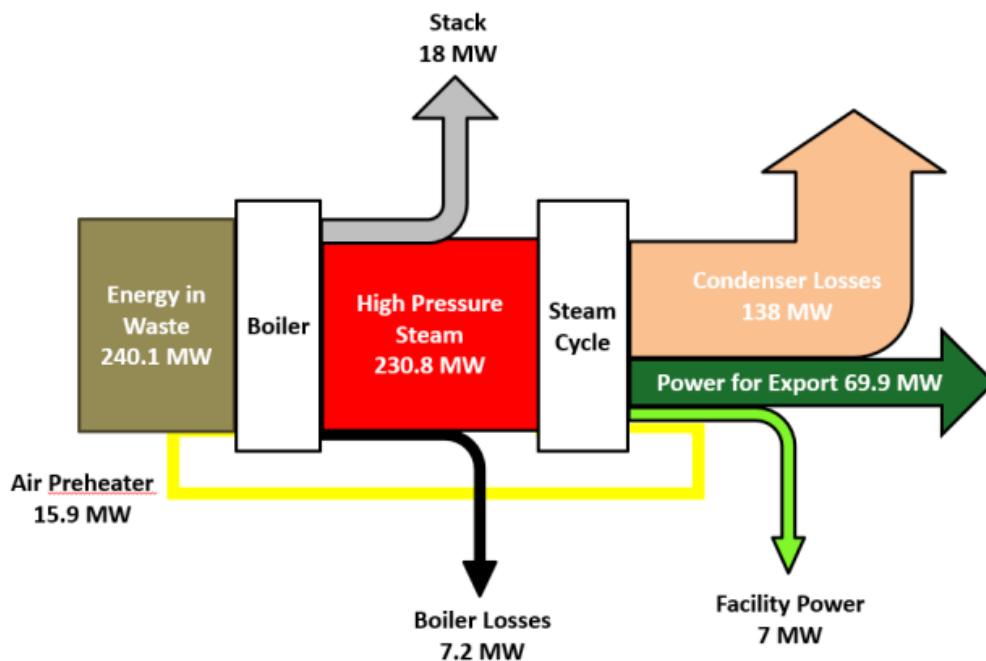 Stack
18 MW
Energy in
Waste
240.1 MW
Boiler
High Pressure
Steam
230.8 MW
Steam
Cycle
Condenser Losses
138 MW
Power for Export 69.9 MW
Air Preheater
15.9 MW
Boiler Losses
7.2 MW
Facility Power
7 MW